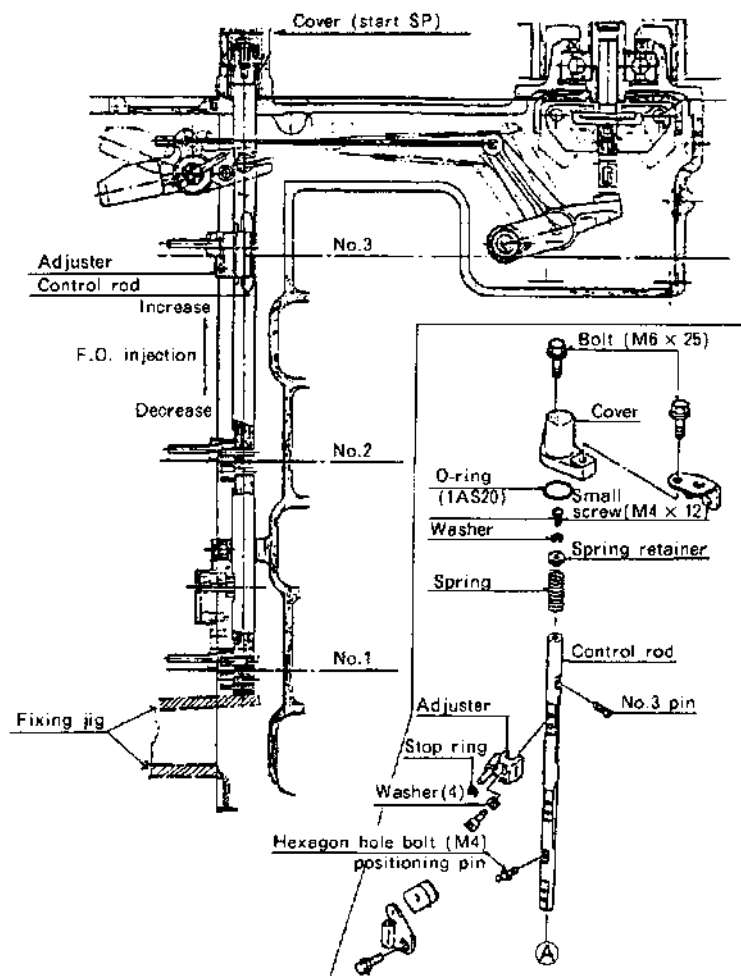 Cover (start SP)
No.3
Adjuster
Control rod
Increase
F.O. injection
Decrease
No.2
No.1
Fixing jig
Bolt (M6 × 25)
Cover
O-ring
(1AS20)
Small
screw(M4 × 12)
Washer
Spring retainer
Spring
Control rod
No.3 pin
Adjuster
Stop ring
Washer(4)
Hexagon hole bolt (M4)
positioning pin
A